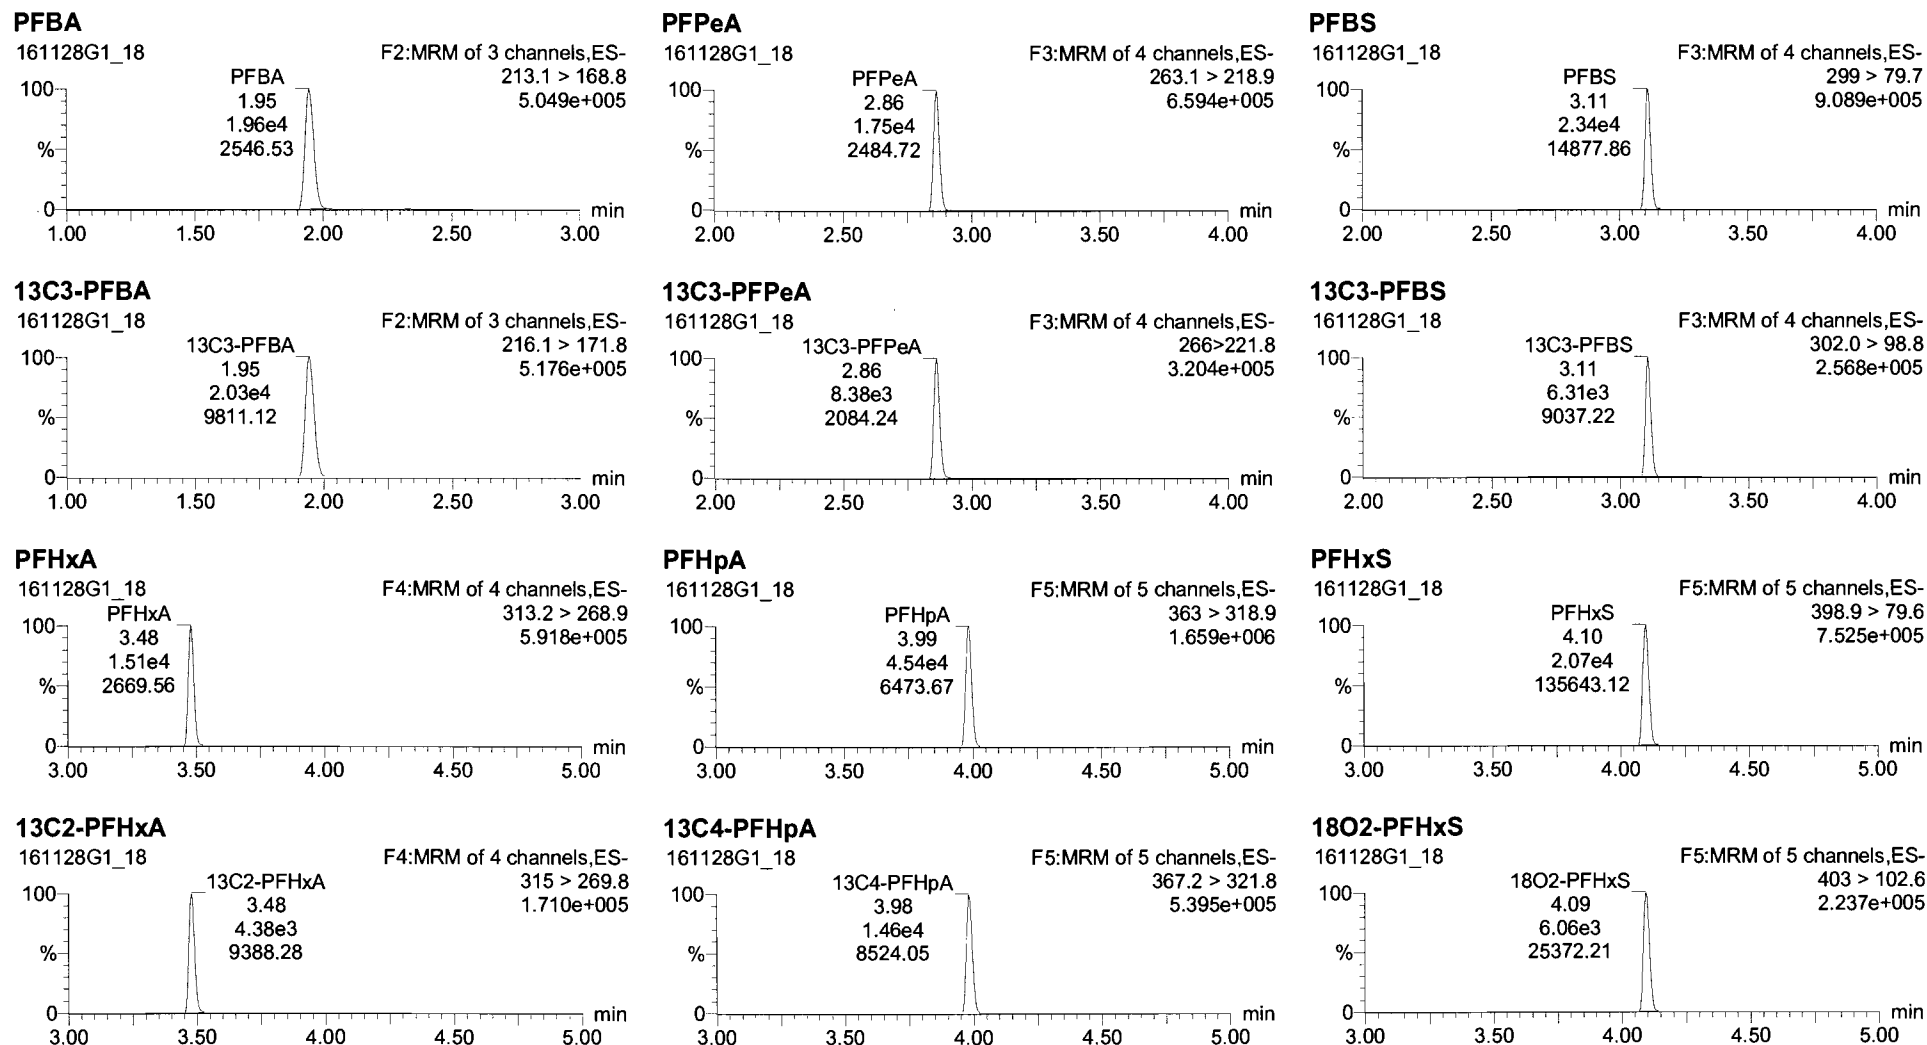 PFBA
161128G1_18
F2:MRM of 3 channels,ES-
213.1 > 168.8
5.049e+005
PFBA
1.95
1.96e4
2546.53
100
%
0
min
1.00 1.50 2.00 2.50 3.00
PFPeA
161128G1_18
F3:MRM of 4 channels,ES-
263.1 > 218.9
6.594e+005
PFPeA
2.86
1.75e4
2484.72
100
%
0
min
2.00 2.50 3.00 3.50 4.00
PFBS
161128G1_18
F3:MRM of 4 channels,ES-
299 > 79.7
9.089e+005
PFBS
3.11
2.34e4
14877.86
100
%
0
min
2.00 2.50 3.00 3.50 4.00
13C3-PFBA
161128G1_18
F2:MRM of 3 channels,ES-
216.1 > 171.8
5.176e+005
13C3-PFBA
1.95
2.03e4
9811.12
100
%
0
min
1.00 1.50 2.00 2.50 3.00
13C3-PFPeA
161128G1_18
F3:MRM of 4 channels,ES-
266>221.8
3.204e+005
13C3-PFPeA
2.86
8.38e3
2084.24
100
%
0
min
2.00 2.50 3.00 3.50 4.00
13C3-PFBS
161128G1_18
F3:MRM of 4 channels,ES-
302.0 > 98.8
2.568e+005
13C3-PFBS
3.11
6.31e3
9037.22
100
%
0
min
2.00 2.50 3.00 3.50 4.00
PFHxA
161128G1_18
F4:MRM of 4 channels,ES-
313.2 > 268.9
5.918e+005
PFHxA
3.48
1.51e4
2669.56
100
%
0
min
3.00 3.50 4.00 4.50 5.00
PFHpA
161128G1_18
F5:MRM of 5 channels,ES-
363 > 318.9
1.659e+006
PFHpA
3.99
4.54e4
6473.67
100
%
0
min
3.00 3.50 4.00 4.50 5.00
PFHxS
161128G1_18
F5:MRM of 5 channels,ES-
398.9 > 79.6
7.525e+005
PFHxS
4.10
2.07e4
135643.12
100
%
0
min
3.00 3.50 4.00 4.50 5.00
13C2-PFHxA
161128G1_18
F4:MRM of 4 channels,ES-
315 > 269.8
1.710e+005
13C2-PFHxA
3.48
4.38e3
9388.28
100
%
0
min
3.00 3.50 4.00 4.50 5.00
13C4-PFHpA
161128G1_18
F5:MRM of 5 channels,ES-
367.2 > 321.8
5.395e+005
13C4-PFHpA
3.98
1.46e4
8524.05
100
%
0
min
3.00 3.50 4.00 4.50 5.00
18O2-PFHxS
161128G1_18
F5:MRM of 5 channels,ES-
403 > 102.6
2.237e+005
18O2-PFHxS
4.09
6.06e3
25372.21
100
%
0
min
3.00 3.50 4.00 4.50 5.00